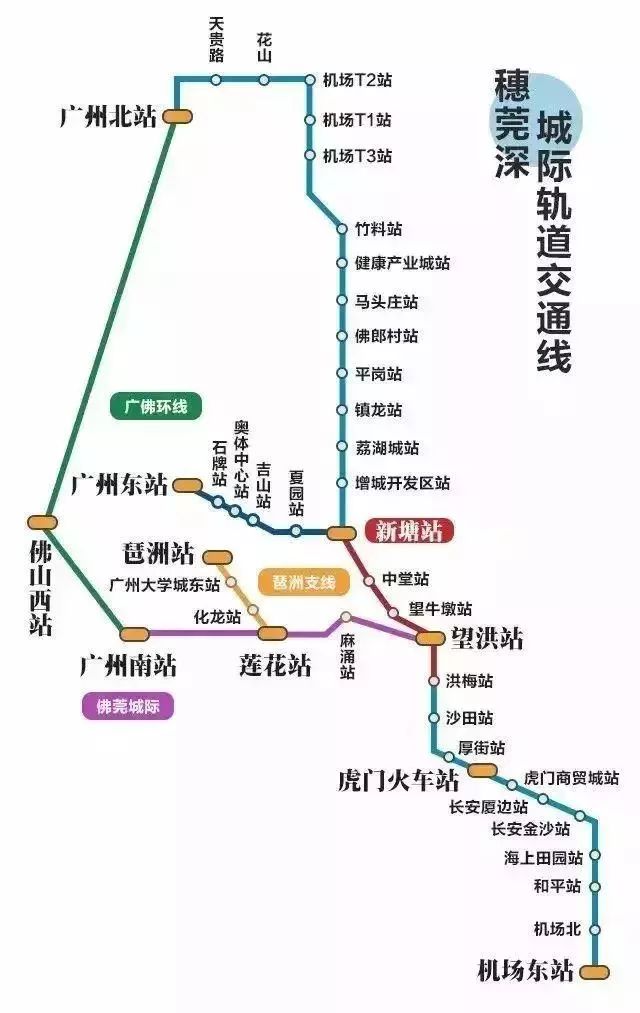 穗莞深
城际轨道交通线
天贵路
花山
机场T2站
广州北站
机场T1站
机场T3站
竹料站
健康产业城站
马头庄站
佛郎村站
平岗站
镇龙站
荔湖城站
增城开发区站
广佛环线
广州东站
石牌站
奥体中心站
吉山站
夏园站
新塘站
佛山西站
琶洲站
广州大学城东站
化龙站
琶洲支线
中堂站
望牛墩站
望洪站
广州南站
莲花站
麻涌站
佛莞城际
洪梅站
沙田站
厚街站
虎门火车站
虎门商贸城站
长安厦边站
长安金沙站
海上田园站
和平站
机场北
机场东站